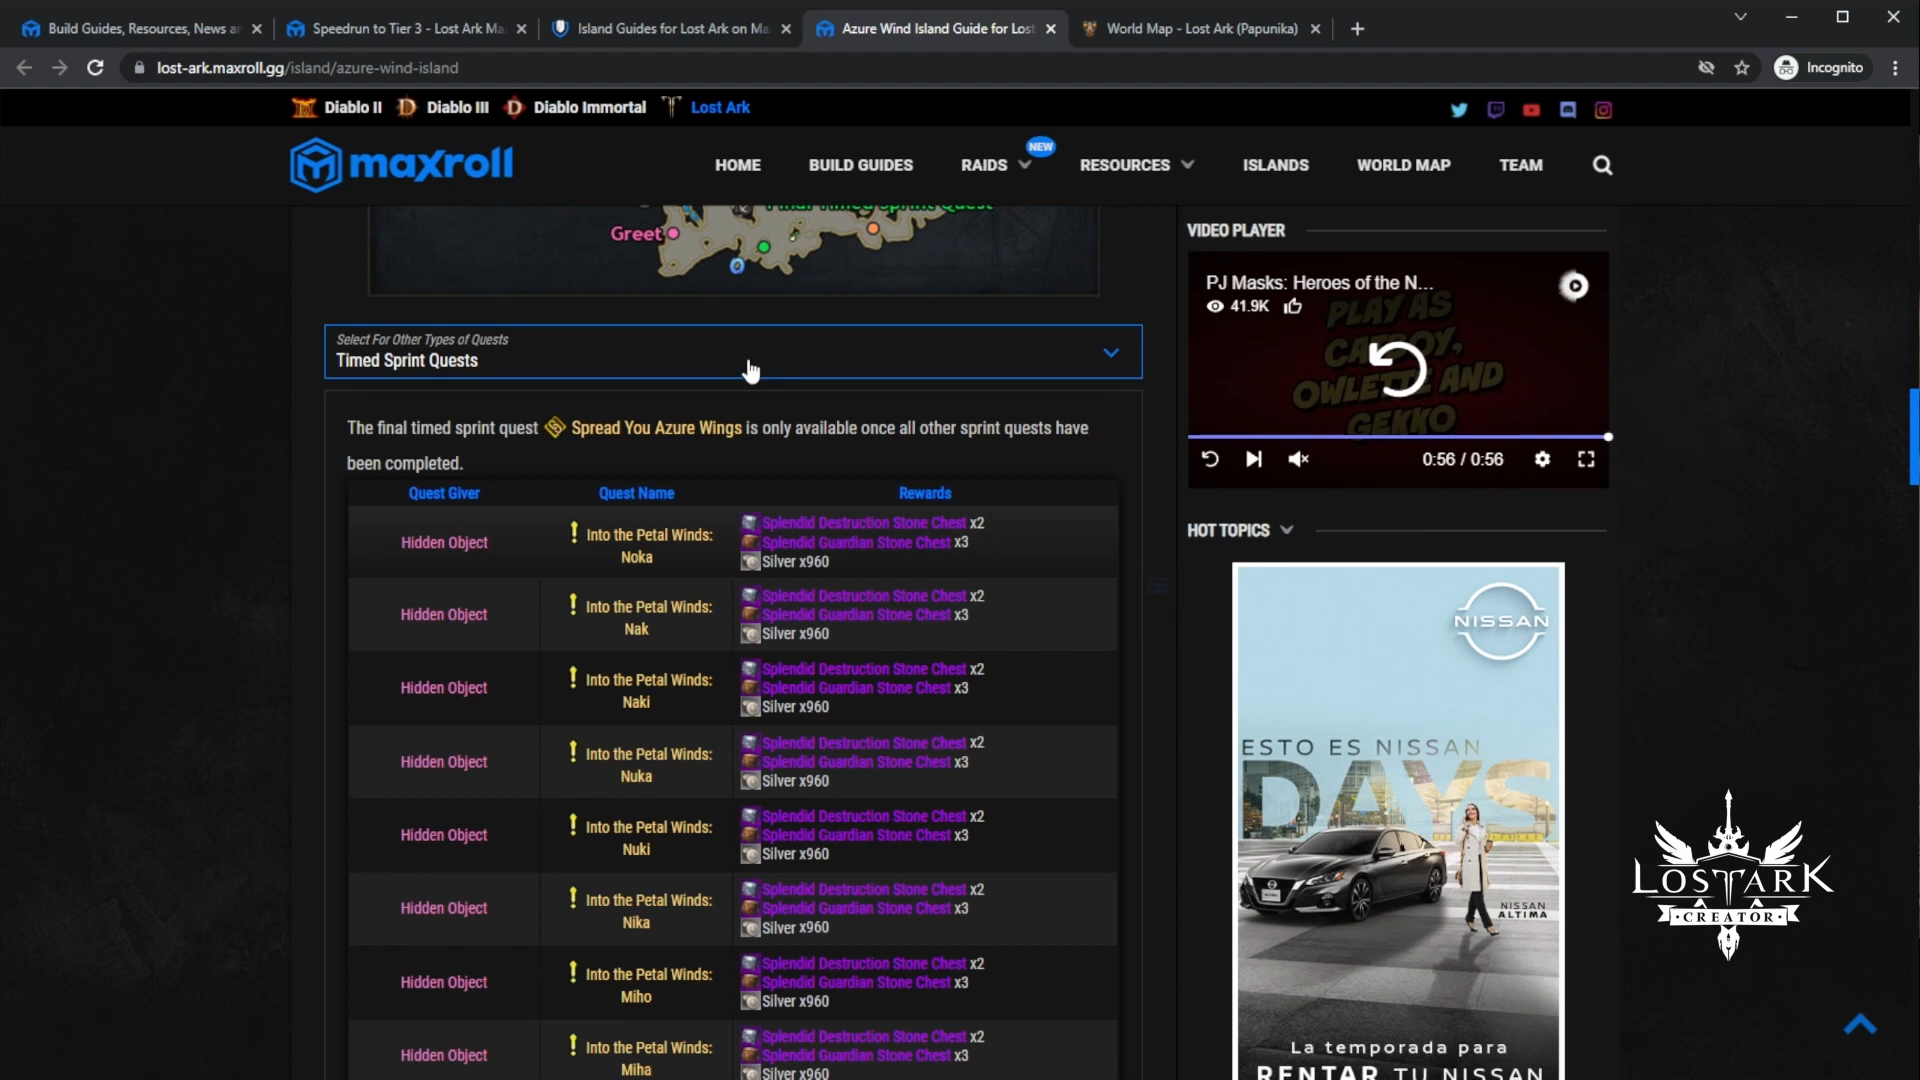 Build Guides, Resources, News ar
Speedrun to Tier 3 - Lost Ark Ma
Island Guides for Lost Ark on Ma
Azure Wind Island Guide for Lost
World Map - Lost Ark (Papunika)
lost-ark.maxroll.gg/island/azure-wind-island
Incognito
Diablo II
Diablo III
Diablo Immortal
Lost Ark
maxroll
HOME
BUILD GUIDES
RAIDS
NEW
RESOURCES
ISLANDS
WORLD MAP
TEAM
Final Timed Sprint Quest
Greet
Select For Other Types of Quests
Timed Sprint Quests
The final timed sprint quest Spread You Azure Wings is only available once all other sprint quests have
been completed.
Quest Giver Quest Name Rewards
Hidden Object
! Into the Petal Winds:
Noka
Splendid Destruction Stone Chest x2
Splendid Guardian Stone Chest x3
Silver x960
Hidden Object
! Into the Petal Winds:
Nak
Splendid Destruction Stone Chest x2
Splendid Guardian Stone Chest x3
Silver x960
Hidden Object
! Into the Petal Winds:
Naki
Splendid Destruction Stone Chest x2
Splendid Guardian Stone Chest x3
Silver x960
Hidden Object
! Into the Petal Winds:
Nuka
Splendid Destruction Stone Chest x2
Splendid Guardian Stone Chest x3
Silver x960
Hidden Object
! Into the Petal Winds:
Nuki
Splendid Destruction Stone Chest x2
Splendid Guardian Stone Chest x3
Silver x960
Hidden Object
! Into the Petal Winds:
Nika
Splendid Destruction Stone Chest x2
Splendid Guardian Stone Chest x3
Silver x960
Hidden Object
! Into the Petal Winds:
Miho
Splendid Destruction Stone Chest x2
Splendid Guardian Stone Chest x3
Silver x960
Hidden Object
! Into the Petal Winds:
Miha
Splendid Destruction Stone Chest x2
Splendid Guardian Stone Chest x3
Silver x960
VIDEO PLAYER
PJ Masks: Heroes of the N...
41.9K
PLAY AS
CATBOY,
OWLETTE AND
GEKKO
0:56 / 0:56
HOT TOPICS
NISSAN
ESTO ES NISSAN
DAYS
NISSAN
ALTIMA
La temporada para
RENTAR TU NISSAN
LOST ARK
CREATOR